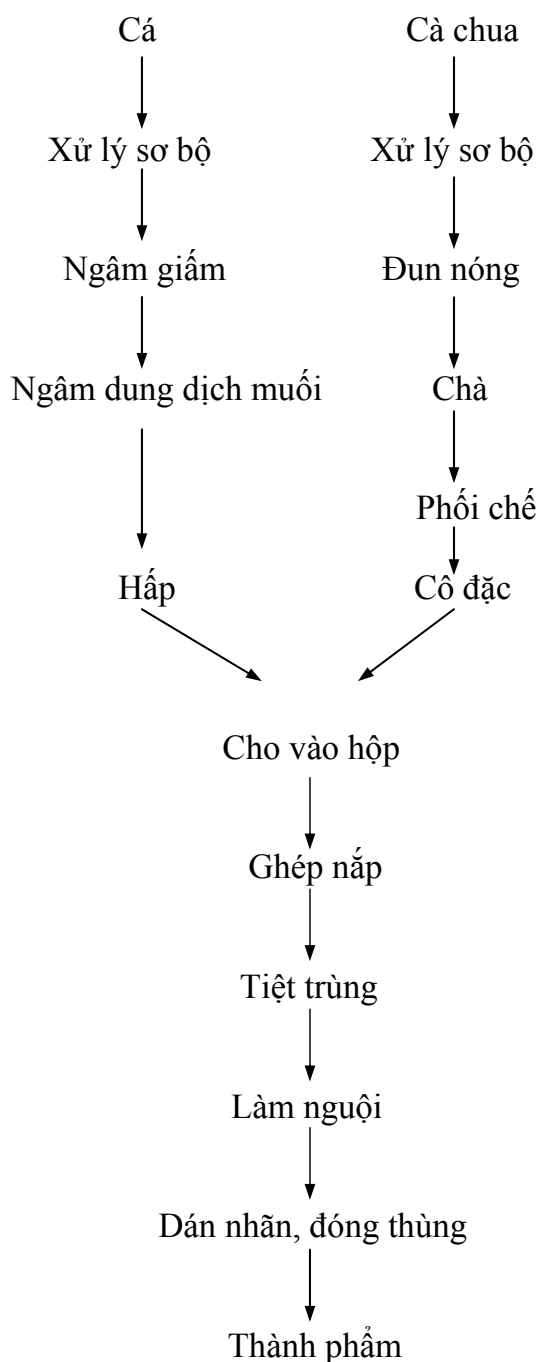 Cá
Cà chua
Xử lý sơ bộ
Xử lý sơ bộ
Ngâm giấm
Đun nóng
Ngâm dung dịch muối
Chà
Phối chế
Hấp
Cô đặc
Cho vào hộp
Ghép nắp
Tiệt trùng
Làm nguội
Dán nhãn, đóng thùng
Thành phẩm